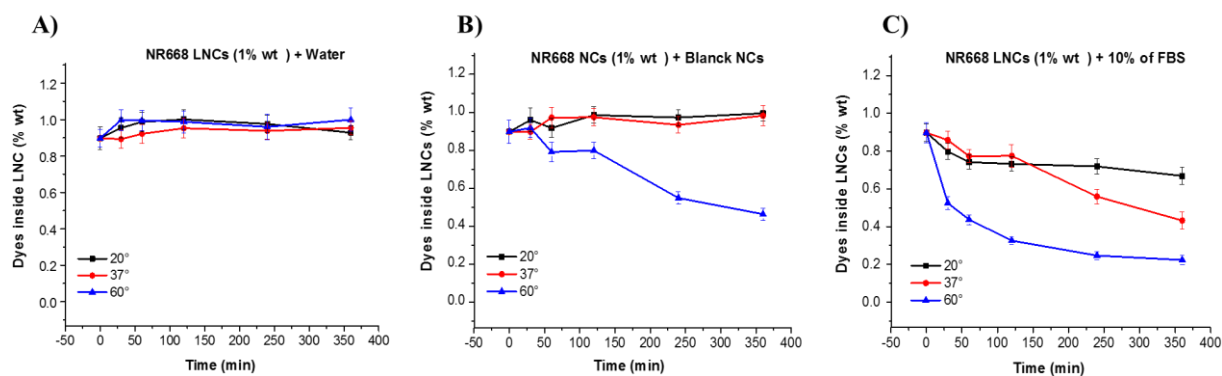 A)
NR668 LNCs (1% wt ) + Water
Dyes inside LNC (% wt)
1.2
1.0
0.8
0.6
0.4
0.2
0.0
20°
37°
60°
-50 0 50 100 150 200 250 300 350 400
Time (min)
B)
NR668 NCs (1% wt ) + Blanck NCs
Dyes inside LNCs (% wt)
1.2
1.0
0.8
0.6
0.4
0.2
0.0
20°
37°
60°
-50 0 50 100 150 200 250 300 350 400
Time (min)
C)
NR668 LNCs (1% wt ) + 10% of FBS
Dyes inside LNCs (% wt)
1.2
1.0
0.8
0.6
0.4
0.2
0.0
20°
37°
60°
-50 0 50 100 150 200 250 300 350 400
Time (min)